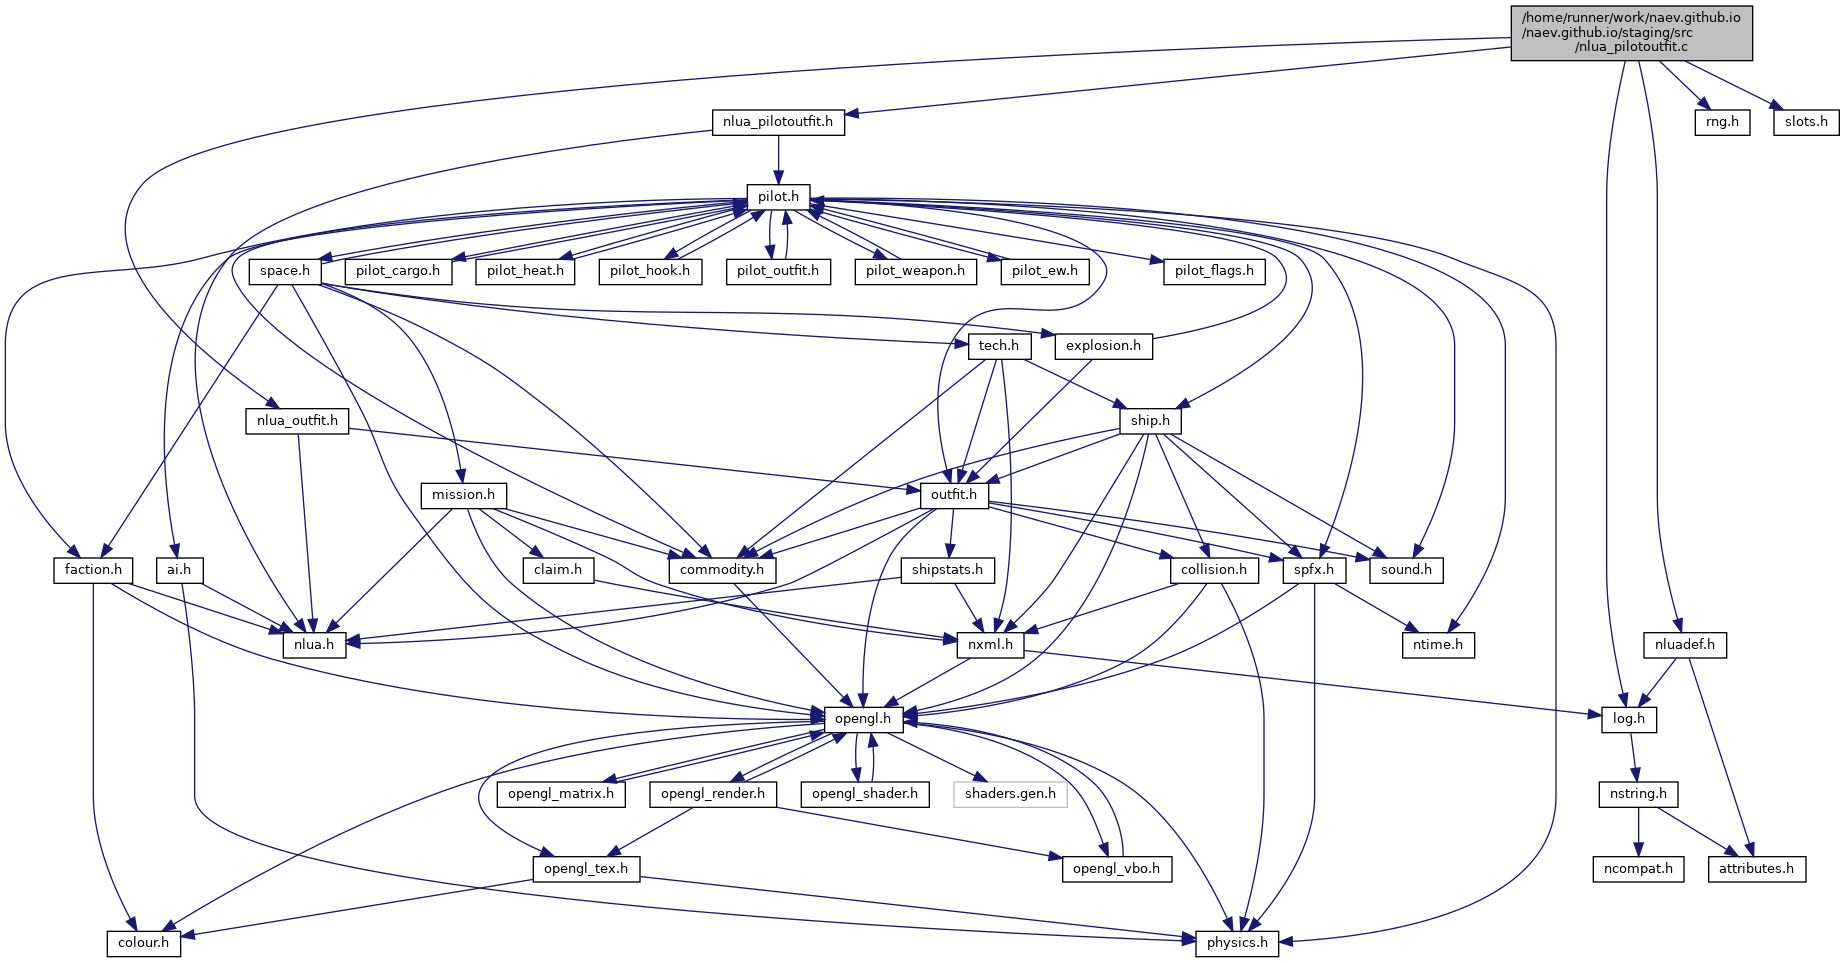 /home/runner/work/naev.github.io
/naev.github.io/staging/src
/nlua_pilotoutfit.c
nlua_pilotoutfit.h
rng.h
slots.h
pilot.h
space.h
pilot_cargo.h
pilot_heat.h
pilot_hook.h
pilot_outfit.h
pilot_weapon.h
pilot_ew.h
pilot_flags.h
tech.h
explosion.h
nlua_outfit.h
ship.h
mission.h
outfit.h
faction.h
ai.h
claim.h
commodity.h
shipstats.h
collision.h
spfx.h
sound.h
nlua.h
nxml.h
ntime.h
nluadef.h
opengl.h
log.h
opengl_matrix.h
opengl_render.h
opengl_shader.h
shaders.gen.h
nstring.h
opengl_tex.h
opengl_vbo.h
ncompat.h
attributes.h
colour.h
physics.h